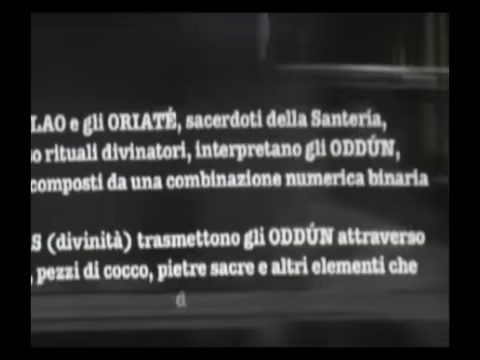 LAO e gli ORIATÉ, sacerdoti della Santería,
o rituali divinatori, interpretano gli ODDÚN,
composti da una combinazione numerica binaria
S (divinità) trasmettono gli ODDÚN attraverso
, pezzi di cocco, pietre sacre e altri elementi che
d